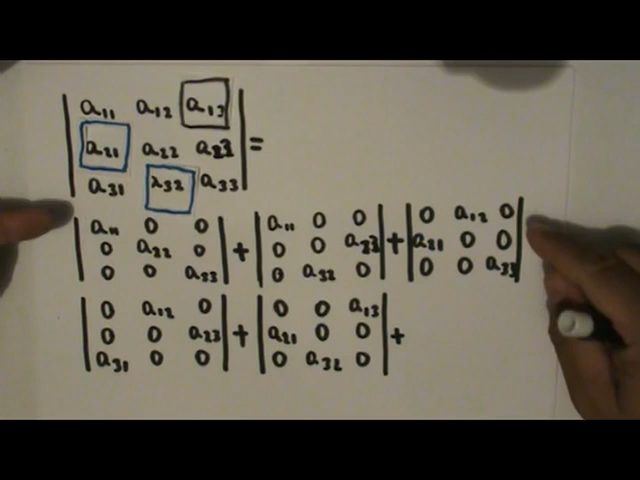 | a₁₁ a₁₂ a₁₃ |
| a₂₁ a₂₂ a₂₃ | =
| a₃₁ a₃₂ a₃₃ |
| a₁₁ 0 0 | | a₁₁ 0 0 | | 0 a₁₂ 0 |
| 0 a₂₂ 0 | + | 0 0 a₂₃ | + | a₂₁ 0 0 |
| 0 0 a₃₃ | | 0 a₃₂ 0 | | 0 0 a₃₃ |
| 0 a₁₂ 0 | | 0 0 a₁₃ |
| 0 0 a₂₃ | + | a₂₁ 0 0 | +
| a₃₁ 0 0 | | 0 a₃₂ 0 |